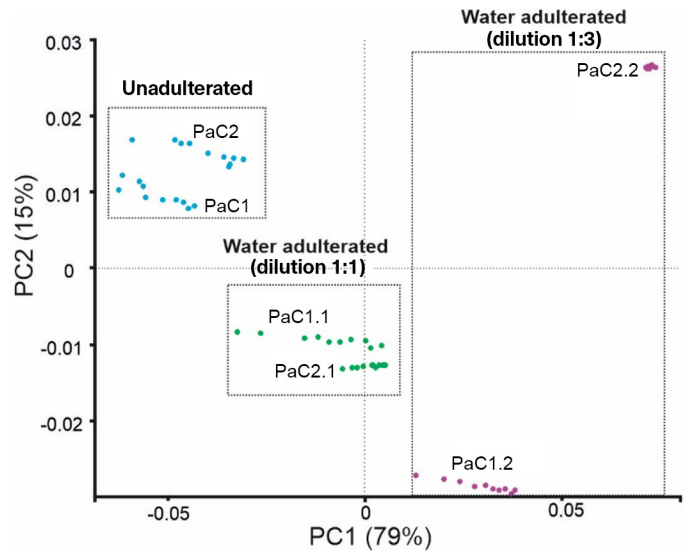 Water adulterated
(dilution 1:3)
0.03
PaC2.2
Unadulterated
0.02
PaC2
0.01
PaC1
Water adulterated
(dilution 1:1)
0
PC2 (15%)
PaC1.1
-0.01
PaC2.1
-0.02
PaC1.2
-0.05
0
0.05
PC1 (79%)